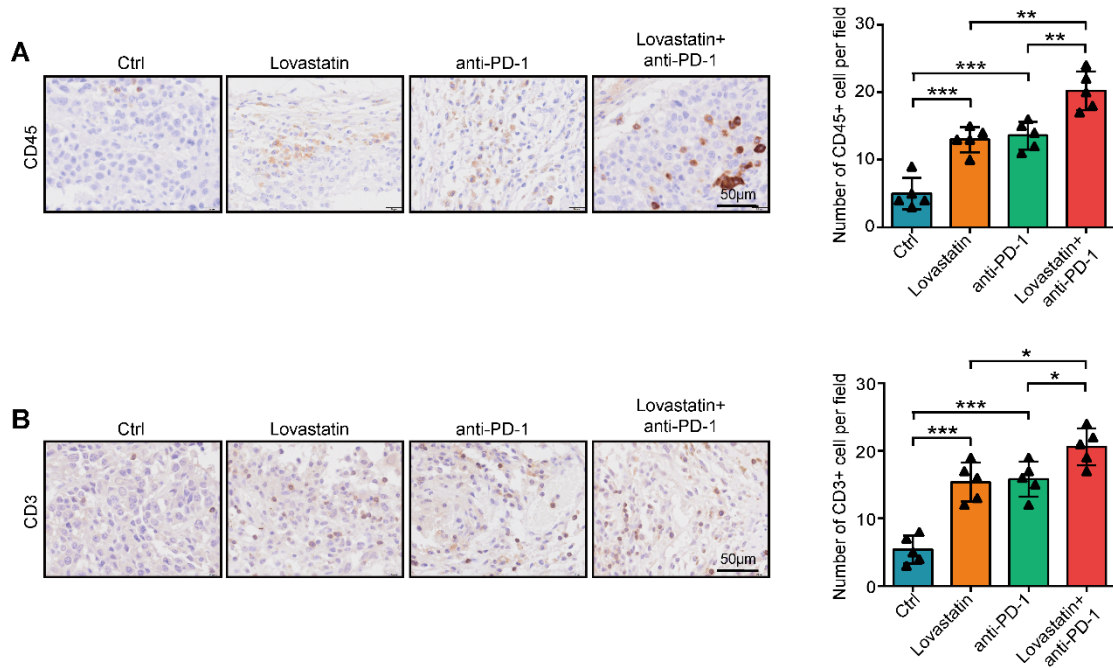 A
Ctrl
Lovastatin
anti-PD-1
Lovastatin+
anti-PD-1
CD45
50μm
Number of CD45+ cell per field
30
20
10
0
***
***
**
**
Ctrl
Lovastatin
anti-PD-1
Lovastatin+
anti-PD-1
B
Ctrl
Lovastatin
anti-PD-1
Lovastatin+
anti-PD-1
CD3
50μm
Number of CD3+ cell per field
30
20
10
0
***
***
*
*
Ctrl
Lovastatin
anti-PD-1
Lovastatin+
anti-PD-1